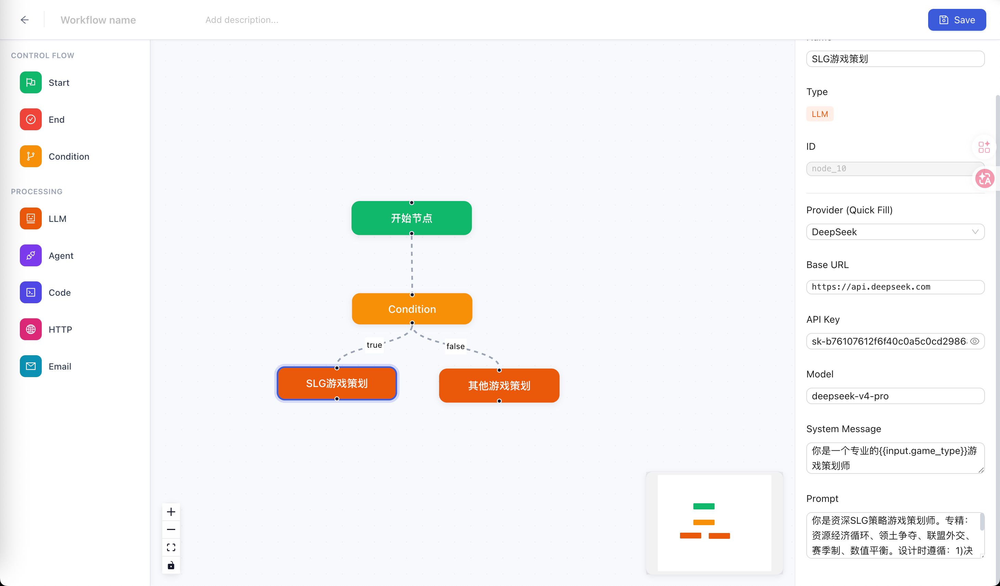 Workflow name
Add description...
Save
CONTROL FLOW
Start
End
Condition
PROCESSING
LLM
Agent
Code
HTTP
Email
开始节点
Condition
true
false
SLG游戏策划
其他游戏策划
SLG游戏策划
Type
LLM
ID
node_10
Provider (Quick Fill)
DeepSeek
Base URL
https://api.deepseek.com
API Key
sk-b76107612f6f40c0a5c0cd2986
Model
deepseek-v4-pro
System Message
你是一个专业的{{input.game_type}}游
戏策划师
Prompt
你是资深SLG策略游戏策划师。专精：
资源经济循环、领土争夺、联盟外交、
赛季制、数值平衡。设计时遵循：1)决